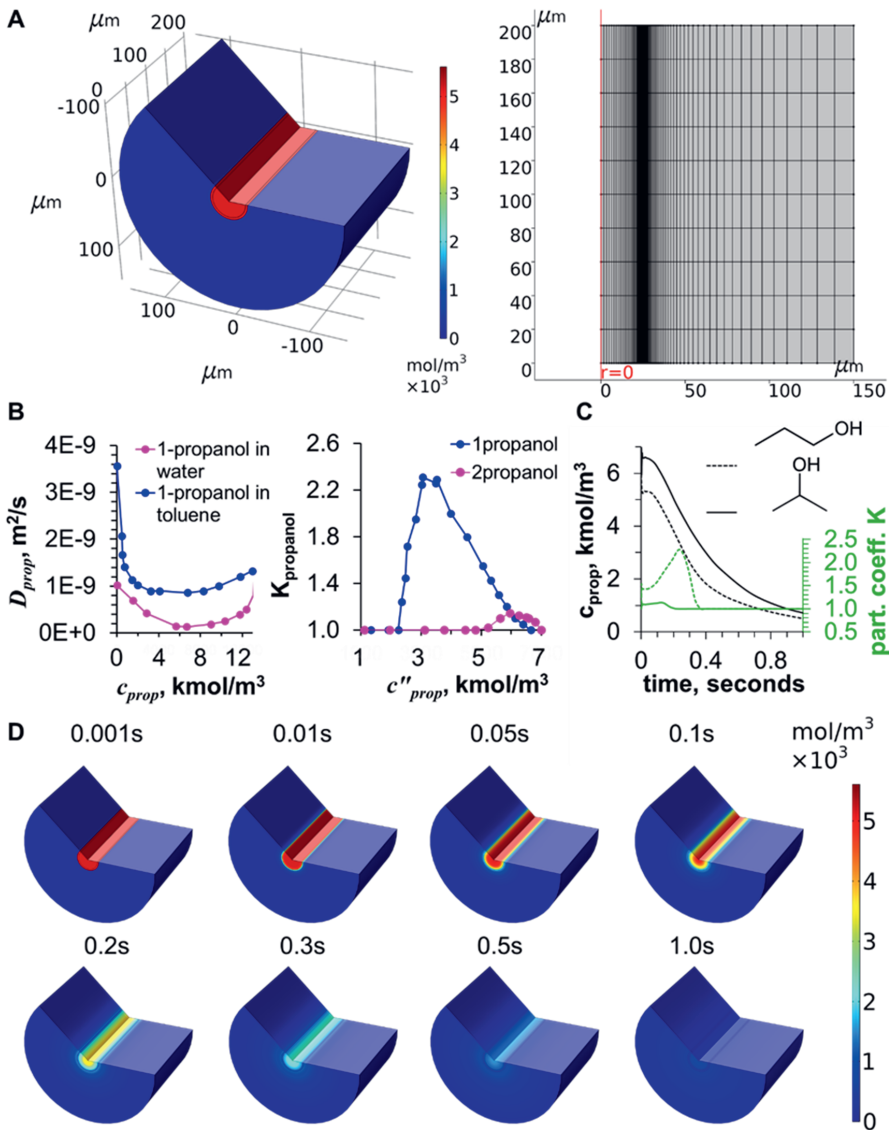 A
μm
200
100
0
-100
μm
0
100
100
0
-100
μm
5
4
3
2
1
0
mol/m³
×10³
μm
200
180
160
140
120
100
80
60
40
20
0
r=0
μm
0
50
100
150
B
4E-9
3E-9
2E-9
1E-9
0E+0
D_prop, m²/s
1-propanol in
water
1-propanol in
toluene
0
4
8
12
c_prop, kmol/m³
2.6
2.2
1.8
1.4
1.0
K_propanol
1propanol
2propanol
1
3
5
7
c″_prop, kmol/m³
C
OH
OH
6
4
2
0
c_prop, kmol/m³
2.5
2.0
1.5
1.0
0.5
part. coeff. K
0
0.4
0.8
time, seconds
D
0.001s
0.01s
0.05s
0.1s
mol/m³
×10³
0.2s
0.3s
0.5s
1.0s
5
4
3
2
1
0